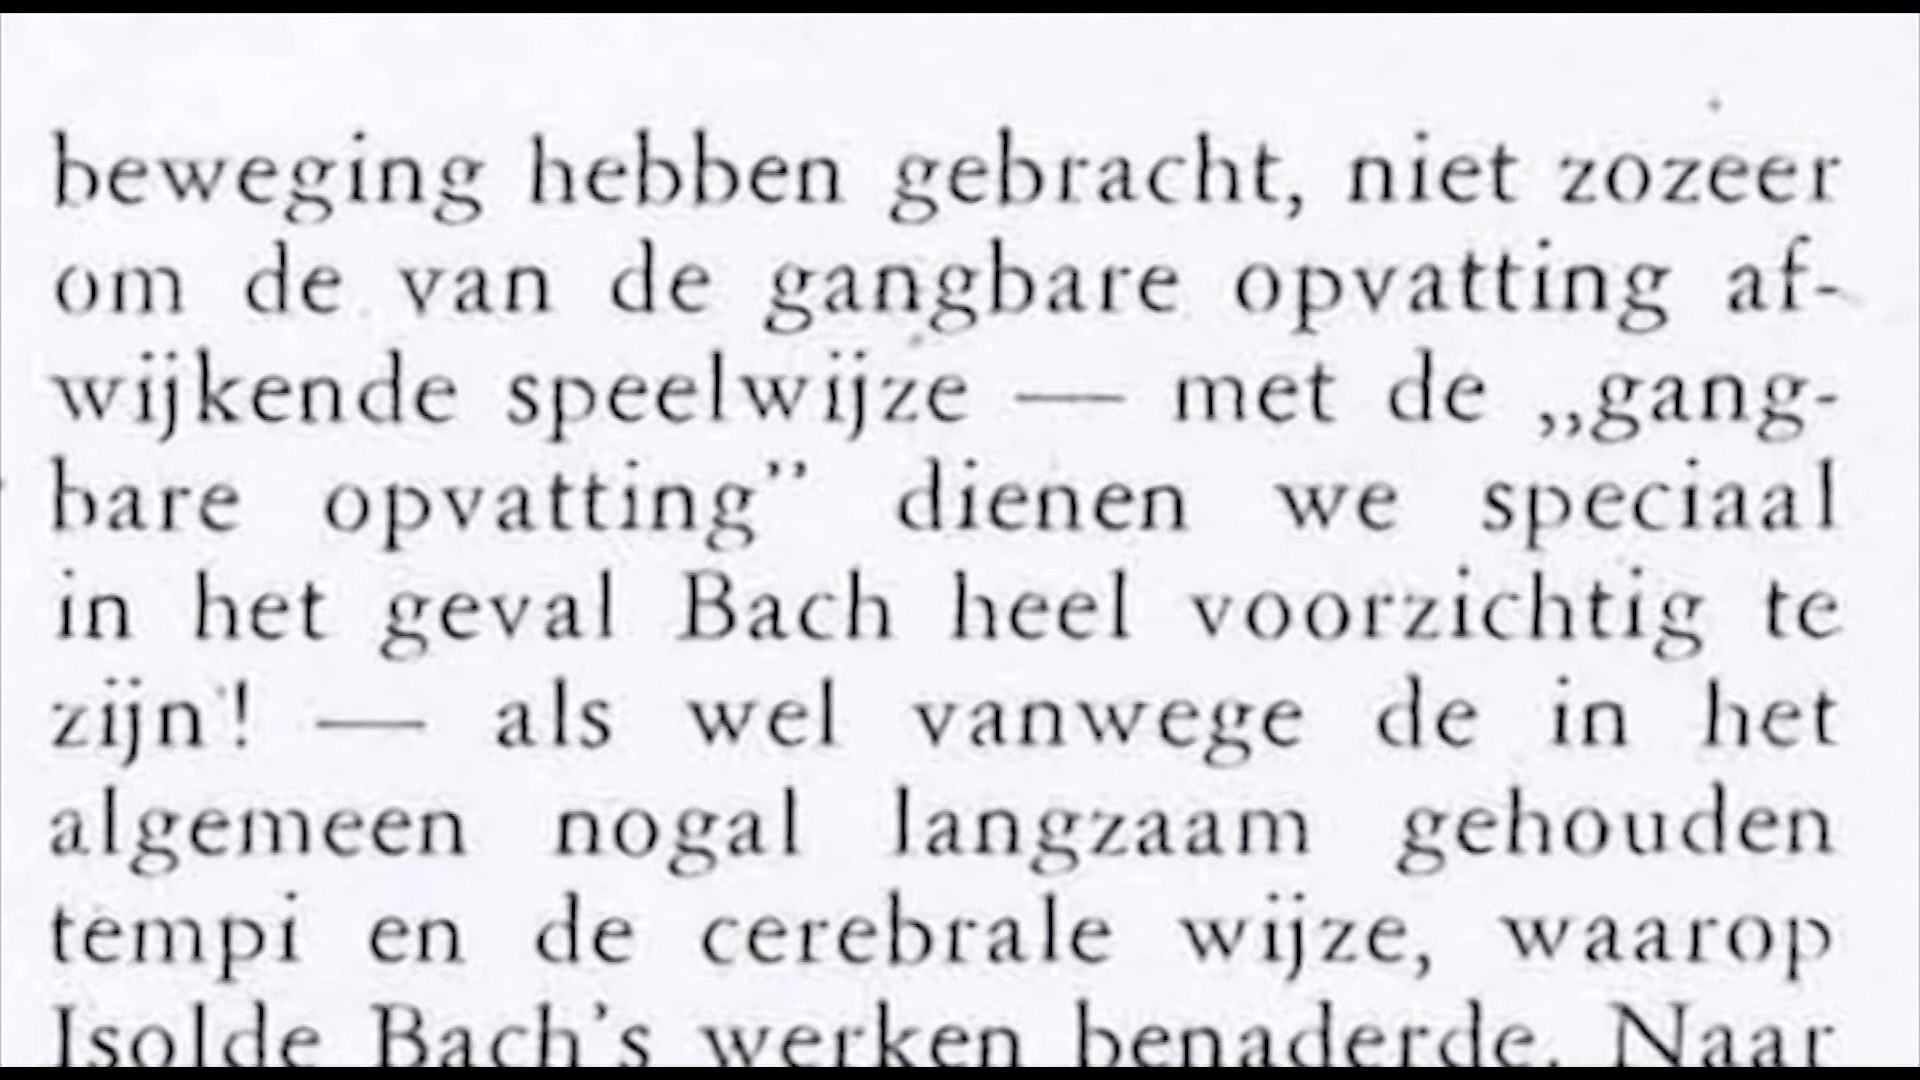 beweging hebben gebracht, niet zozeer
om de van de gangbare opvatting af-
wijkende speelwijze — met de „gang-
bare opvatting” dienen we speciaal
in het geval Bach heel voorzichtig te
zijn! — als wel vanwege de in het
algemeen nogal langzaam gehouden
tempi en de cerebrale wijze, waarop
Isolde Bach’s werken benaderde. Naar